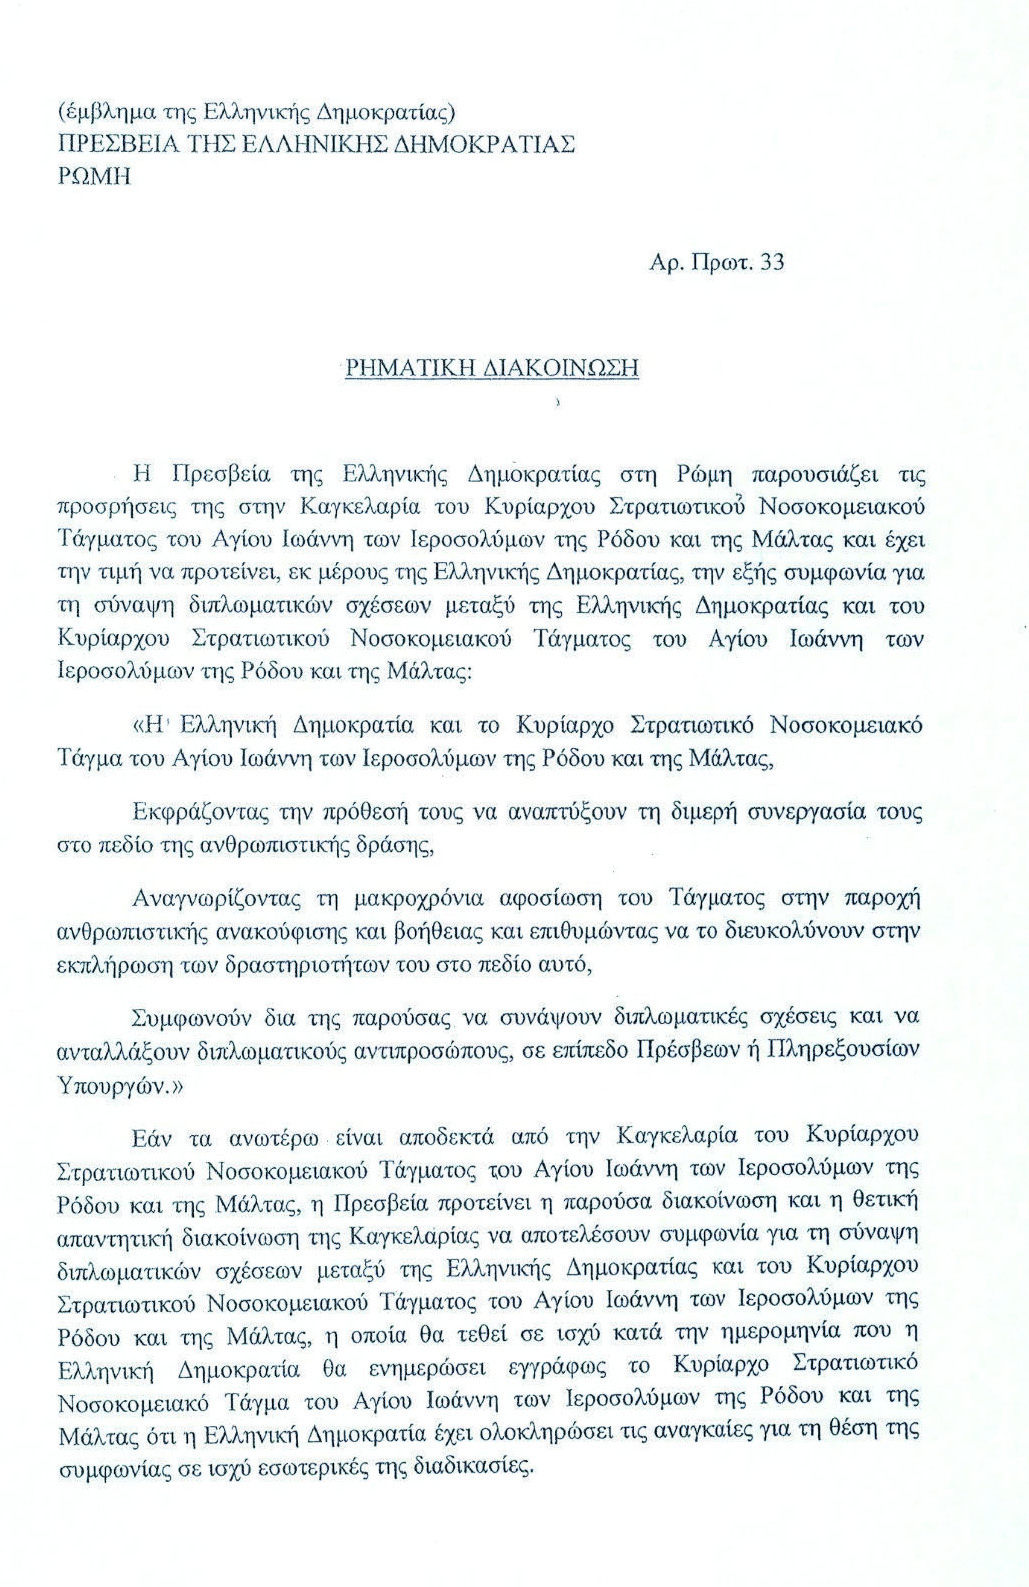 (έμβλημα της Ελληνικής Δημοκρατίας)
ΠΡΕΣΒΕΙΑ ΤΗΣ ΕΛΛΗΝΙΚΗΣ ΔΗΜΟΚΡΑΤΙΑΣ
ΡΩΜΗ
Αρ. Πρωτ. 33
ΡΗΜΑΤΙΚΗ ΔΙΑΚΟΙΝΩΣΗ
Η Πρεσβεία της Ελληνικής Δημοκρατίας στη Ρώμη παρουσιάζει τις
προσρήσεις της στην Καγκελαρία του Κυρίαρχου Στρατιωτικού Νοσοκομειακού
Τάγματος του Αγίου Ιωάννη των Ιεροσολύμων της Ρόδου και της Μάλτας και έχει
την τιμή να προτείνει, εκ μέρους της Ελληνικής Δημοκρατίας, την εξής συμφωνία για
τη σύναψη διπλωματικών σχέσεων μεταξύ της Ελληνικής Δημοκρατίας και του
Κυρίαρχου Στρατιωτικού Νοσοκομειακού Τάγματος του Αγίου Ιωάννη των
Ιεροσολύμων της Ρόδου και της Μάλτας:
«Η Ελληνική Δημοκρατία και το Κυρίαρχο Στρατιωτικό Νοσοκομειακό
Τάγμα του Αγίου Ιωάννη των Ιεροσολύμων της Ρόδου και της Μάλτας,
Εκφράζοντας την πρόθεσή τους να αναπτύξουν τη διμερή συνεργασία τους
στο πεδίο της ανθρωπιστικής δράσης,
Αναγνωρίζοντας τη μακροχρόνια αφοσίωση του Τάγματος στην παροχή
ανθρωπιστικής ανακούφισης και βοήθειας και επιθυμώντας να το διευκολύνουν στην
εκπλήρωση των δραστηριοτήτων του στο πεδίο αυτό,
Συμφωνούν δια της παρούσας να συνάψουν διπλωματικές σχέσεις και να
ανταλλάξουν διπλωματικούς αντιπροσώπους, σε επίπεδο Πρέσβεων ή Πληρεξουσίων
Υπουργών.»
Εάν τα ανωτέρω είναι αποδεκτά από την Καγκελαρία του Κυρίαρχου
Στρατιωτικού Νοσοκομειακού Τάγματος του Αγίου Ιωάννη των Ιεροσολύμων της
Ρόδου και της Μάλτας, η Πρεσβεία προτείνει η παρούσα διακοίνωση και η θετική
απαντητική διακοίνωση της Καγκελαρίας να αποτελέσουν συμφωνία για τη σύναψη
διπλωματικών σχέσεων μεταξύ της Ελληνικής Δημοκρατίας και του Κυρίαρχου
Στρατιωτικού Νοσοκομειακού Τάγματος του Αγίου Ιωάννη των Ιεροσολύμων της
Ρόδου και της Μάλτας, η οποία θα τεθεί σε ισχύ κατά την ημερομηνία που η
Ελληνική Δημοκρατία θα ενημερώσει εγγράφως το Κυρίαρχο Στρατιωτικό
Νοσοκομειακό Τάγμα του Αγίου Ιωάννη των Ιεροσολύμων της Ρόδου και της
Μάλτας ότι η Ελληνική Δημοκρατία έχει ολοκληρώσει τις αναγκαίες για τη θέση της
συμφωνίας σε ισχύ εσωτερικές της διαδικασίες.